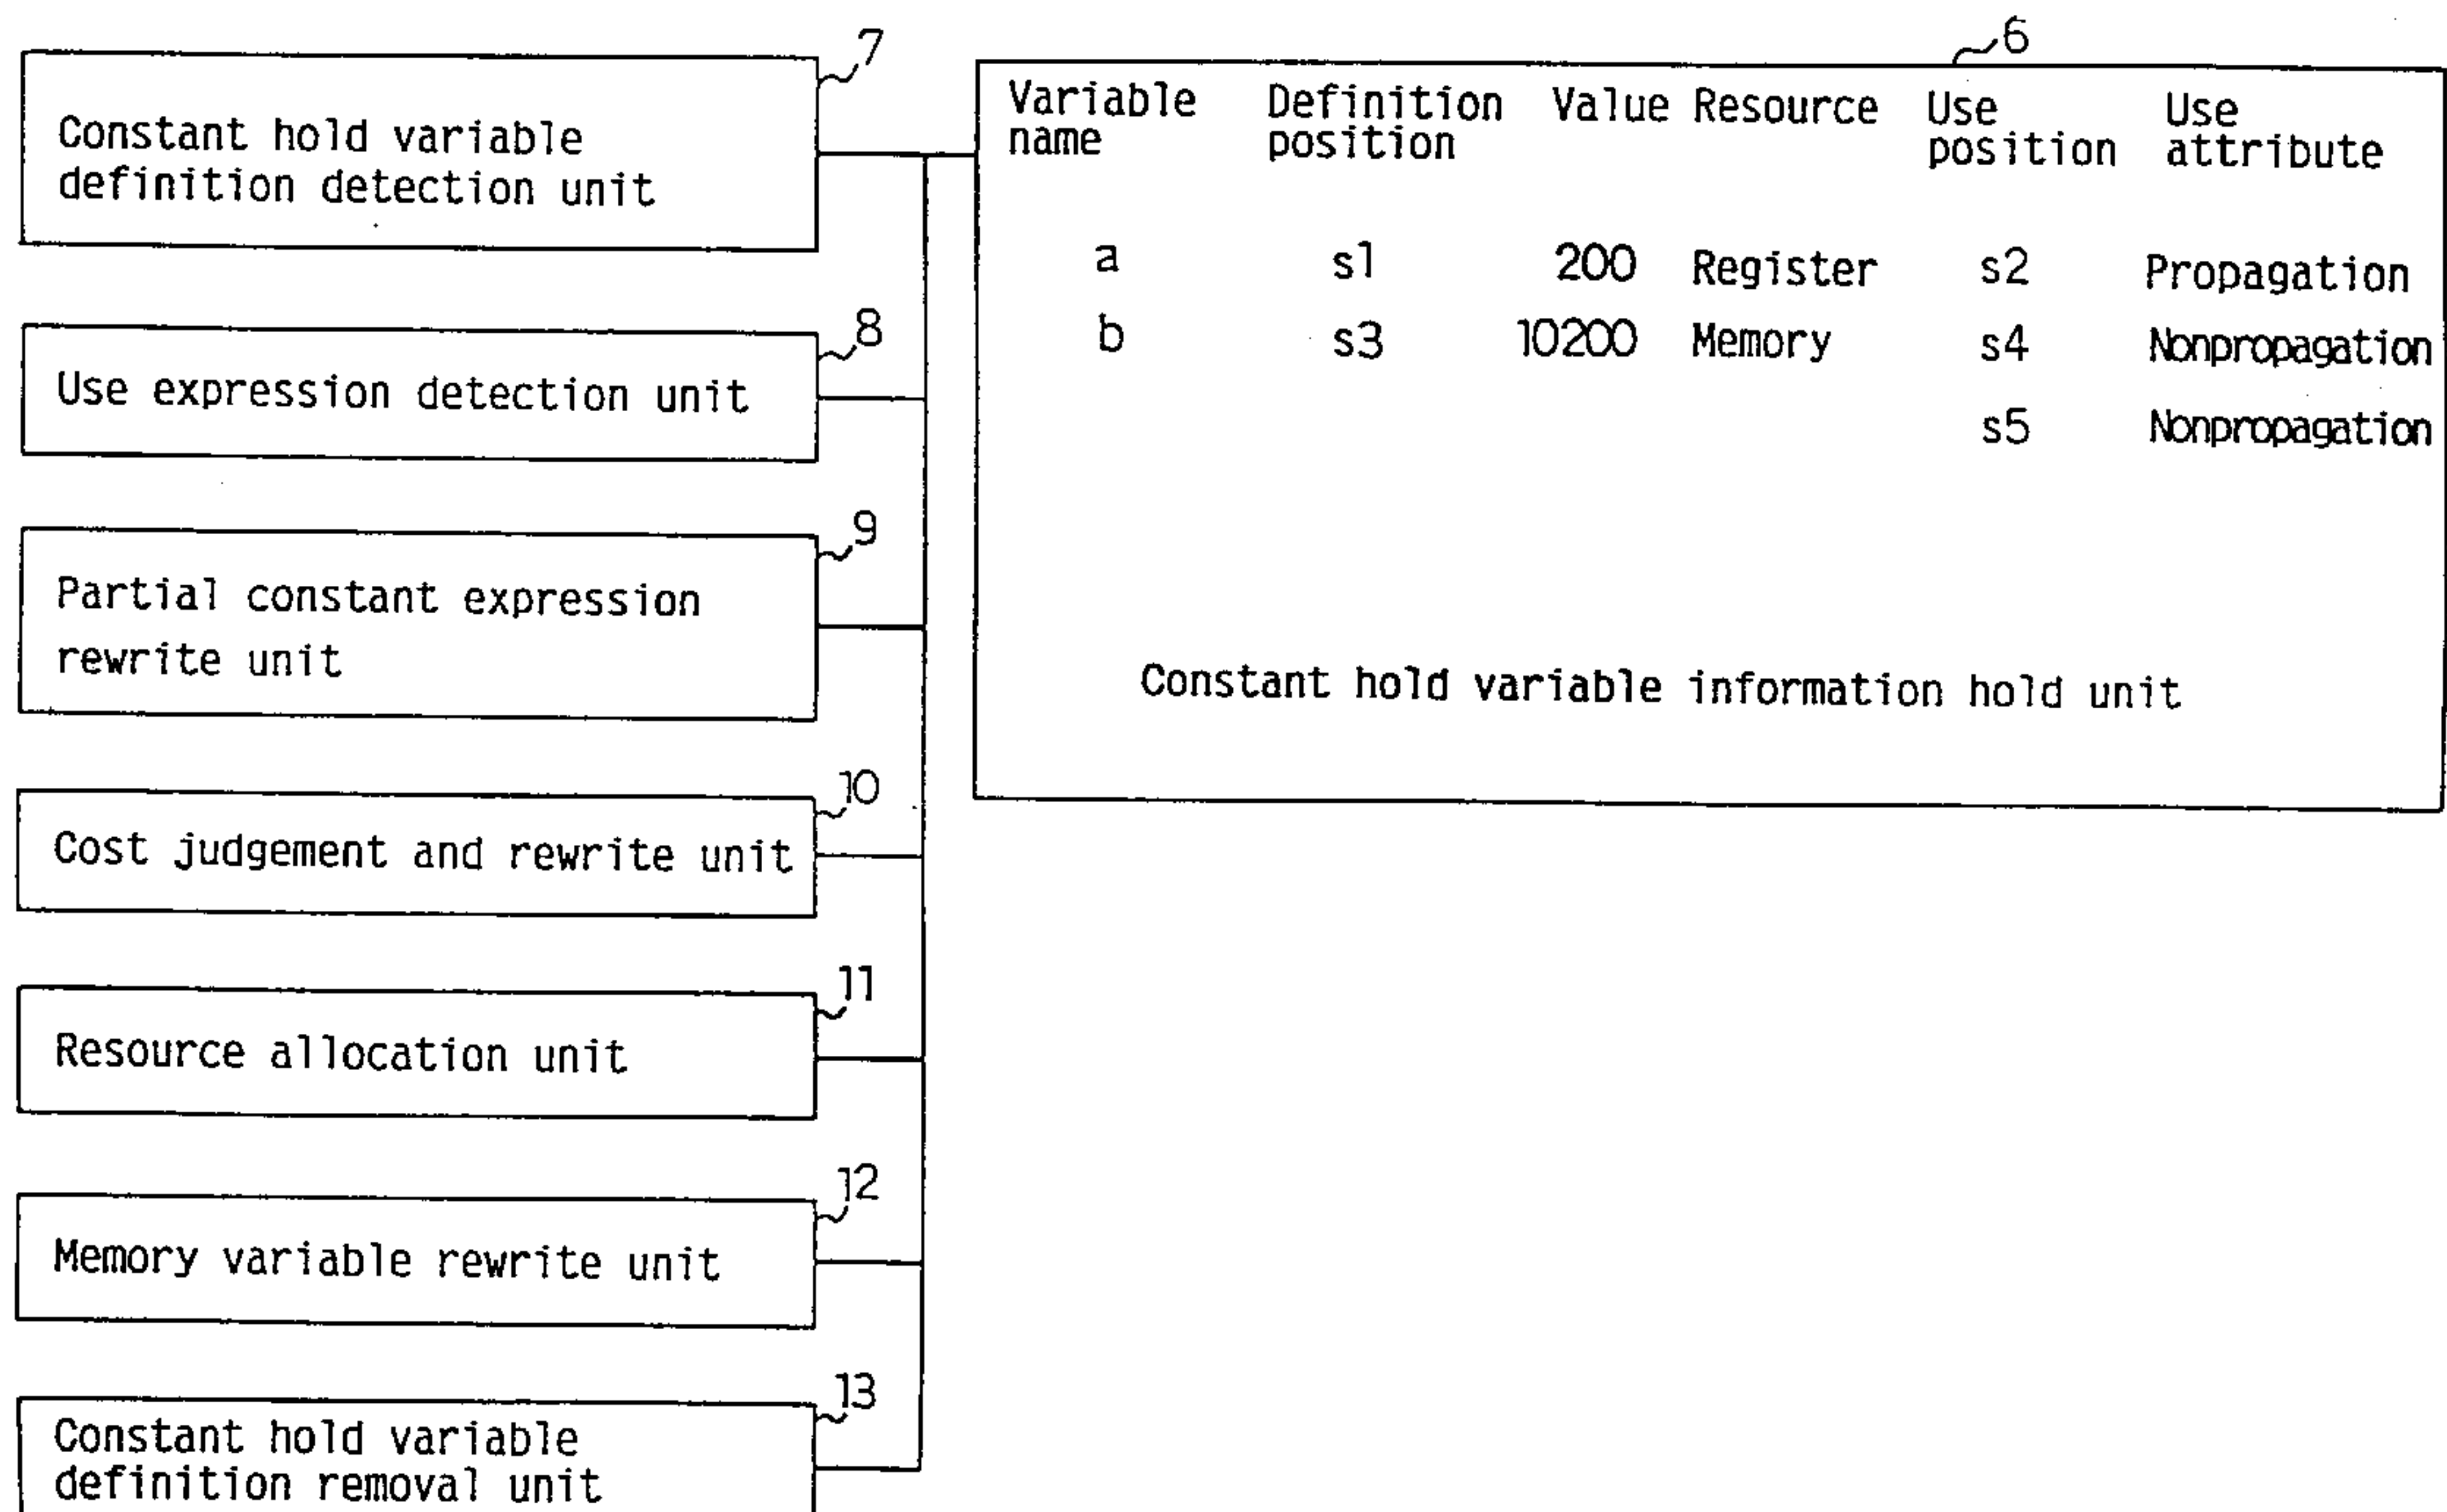 7
Constant hold variable
definition detection unit
8
Use expression detection unit
9
Partial constant expression
rewrite unit
10
Cost judgement and rewrite unit
11
Resource allocation unit
12
Memory variable rewrite unit
13
Constant hold variable
definition removal unit
6
Variable name Definition position Value Resource Use position Use attribute
a s1 200 Register s2 Propagation
b s3 10200 Memory s4 Nonpropagation
s5 Nonpropagation
Constant hold variable information hold unit